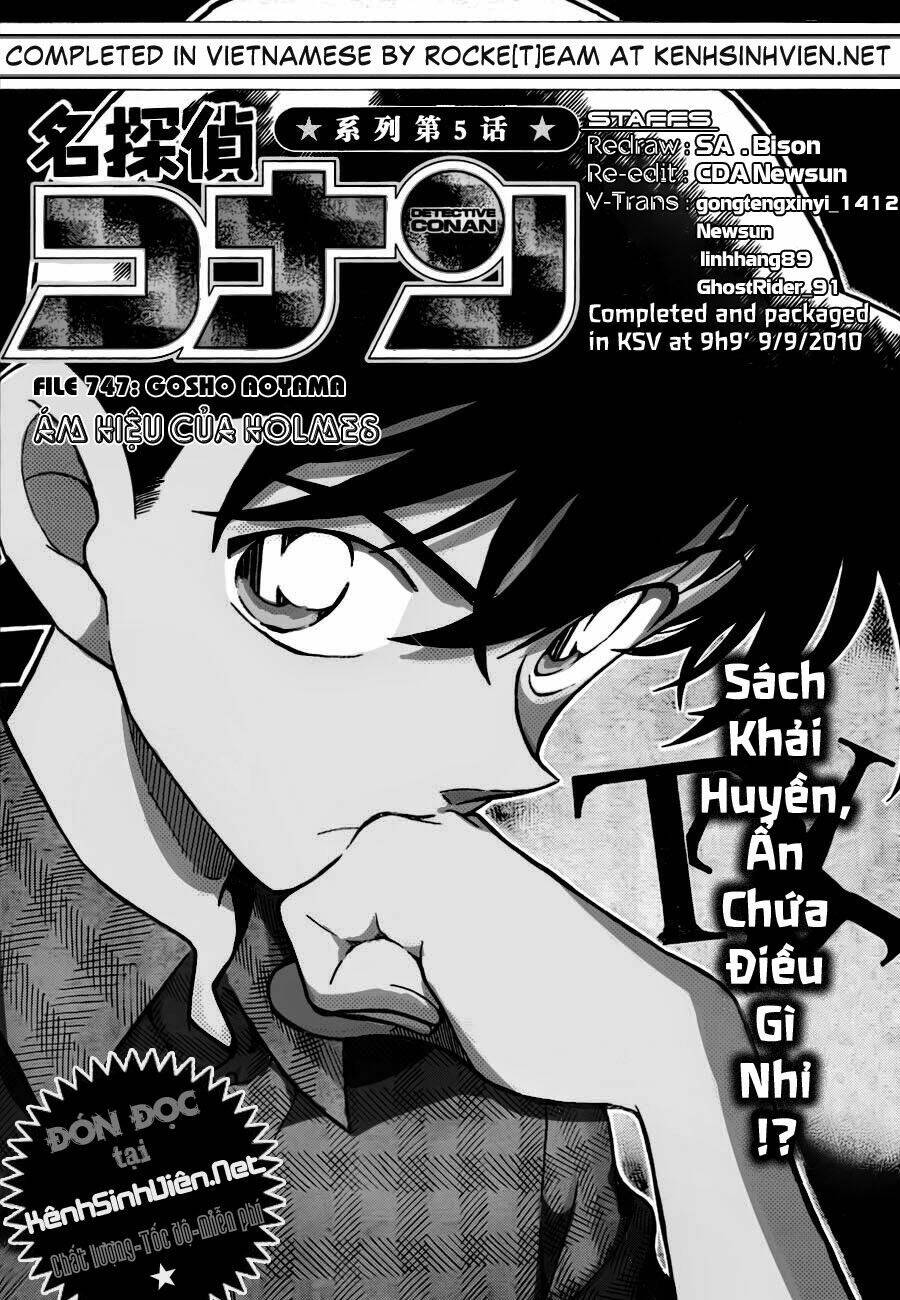 COMPLETED IN VIETNAMESE BY ROCKE[T]EAM AT KENHSINHVIEN.NET
名探偵
★ 系列第5话 ★
コナン
DETECTIVE
CONAN
STAFFS
Redraw : SA . Bison
Re-edit : CDA Newsun
V-Trans : gongtengxinyi_1412
Newsun
linhhang89
GhostRider_91
Completed and packaged
in KSV at 9h9' 9/9/2010
FILE 747: GOSHO AOYAMA
ÁM HIỆU CỦA HOLMES
Sách
Khải
Huyền,
Ẩn
Chứa
Điều
Gì
Nhỉ
!?
ĐÓN ĐỌC
tại
KênhSinhViên.Net
Chất lượng-Tốc độ-miễn phí
★